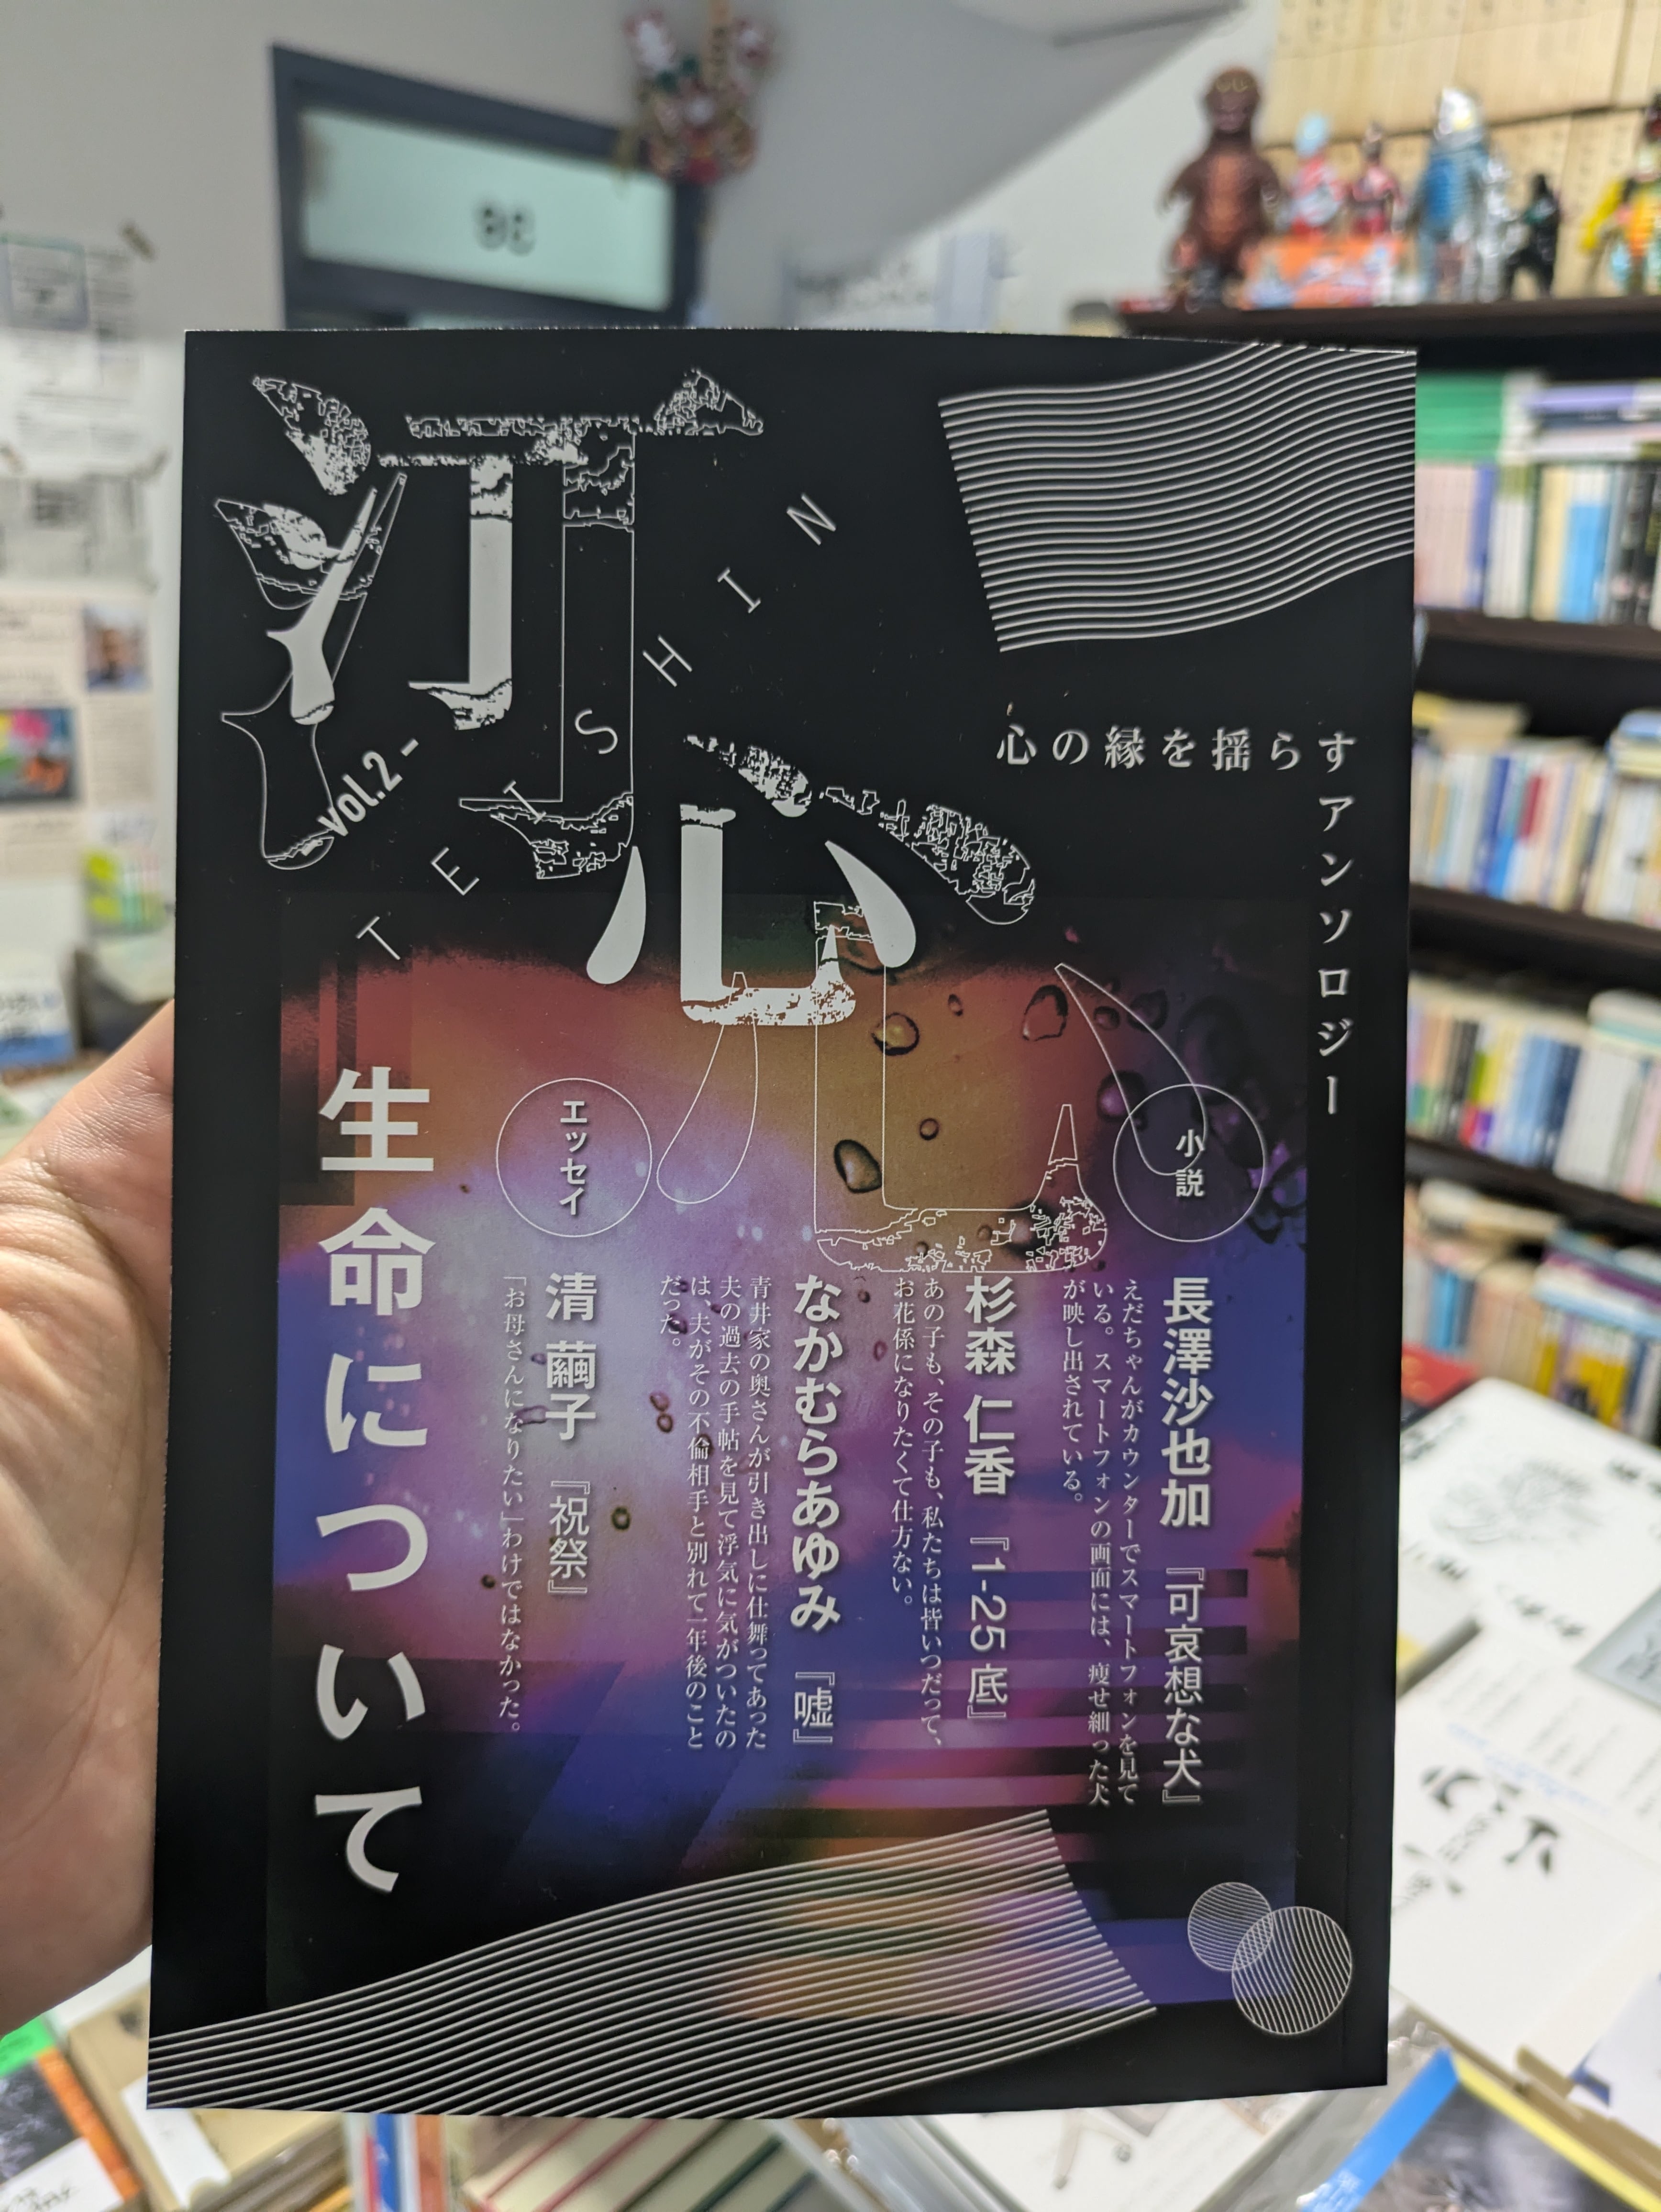 汀心
TEISHIN
vol.2 -
心の縁を揺らす
アンソロジー
小説
長澤沙也加 『可哀想な犬』
えだちゃんがカウンターでスマートフォンを見て
いる。スマートフォンの画面には、痩せ細った犬
が映し出されている。
杉森 仁香 『1-25 底』
あの子も、その子も、私たちは皆いつだって、
お花係になりたくて仕方ない。
なかむらあゆみ 『嘘』
青井家の奥さんが引き出しに仕舞ってあった
夫の過去の手帖を見て浮気に気がついたの
は、夫がその不倫相手と別れて一年後のこと
だった。
エッセイ
清 繭子 『祝祭』
「お母さんになりたい」わけではなかった。
生命について